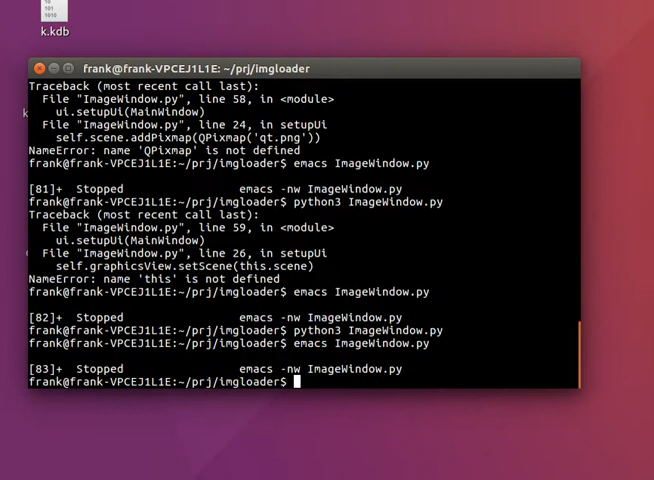 10
101
1010
k.kdb
frank@frank-VPCEJ1L1E: ~/prj/imgloader
Traceback (most recent call last):
  File "ImageWindow.py", line 58, in <module>
    ui.setupUi(MainWindow)
  File "ImageWindow.py", line 24, in setupUi
    self.scene.addPixmap(QPixmap('qt.png'))
NameError: name 'QPixmap' is not defined
frank@frank-VPCEJ1L1E:~/prj/imgloader$ emacs ImageWindow.py
[81]+  Stopped                 emacs -nw ImageWindow.py
frank@frank-VPCEJ1L1E:~/prj/imgloader$ python3 ImageWindow.py
Traceback (most recent call last):
  File "ImageWindow.py", line 59, in <module>
    ui.setupUi(MainWindow)
  File "ImageWindow.py", line 26, in setupUi
    self.graphicsView.setScene(this.scene)
NameError: name 'this' is not defined
frank@frank-VPCEJ1L1E:~/prj/imgloader$ emacs ImageWindow.py
[82]+  Stopped                 emacs -nw ImageWindow.py
frank@frank-VPCEJ1L1E:~/prj/imgloader$ python3 ImageWindow.py
frank@frank-VPCEJ1L1E:~/prj/imgloader$ emacs ImageWindow.py
[83]+  Stopped                 emacs -nw ImageWindow.py
frank@frank-VPCEJ1L1E:~/prj/imgloader$